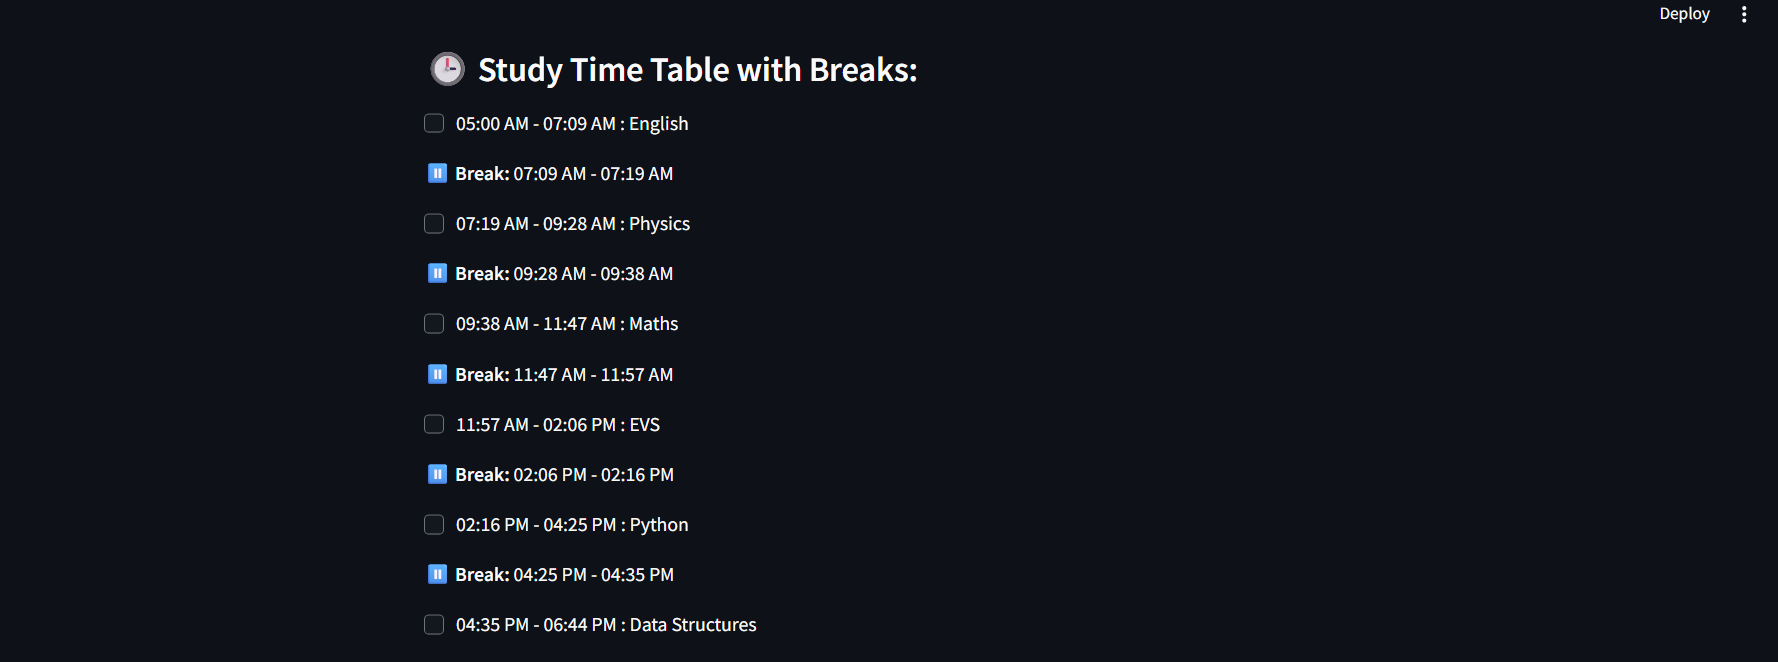 Deploy
Study Time Table with Breaks:
05:00 AM - 07:09 AM : English
Break: 07:09 AM - 07:19 AM
07:19 AM - 09:28 AM : Physics
Break: 09:28 AM - 09:38 AM
09:38 AM - 11:47 AM : Maths
Break: 11:47 AM - 11:57 AM
11:57 AM - 02:06 PM : EVS
Break: 02:06 PM - 02:16 PM
02:16 PM - 04:25 PM : Python
Break: 04:25 PM - 04:35 PM
04:35 PM - 06:44 PM : Data Structures